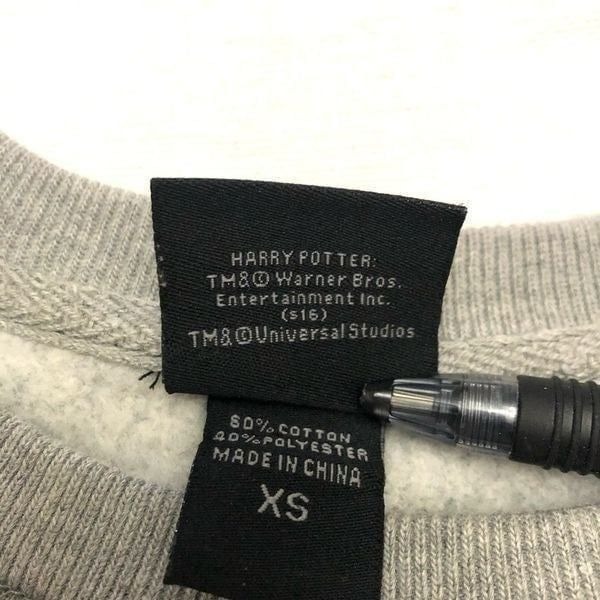 HARRY POTTER:
TM&© Warner Bros.
Entertainment Inc.
(s16)
TM&©Universal Studios
60% COTTON
40% POLYESTER
MADE IN CHINA
XS